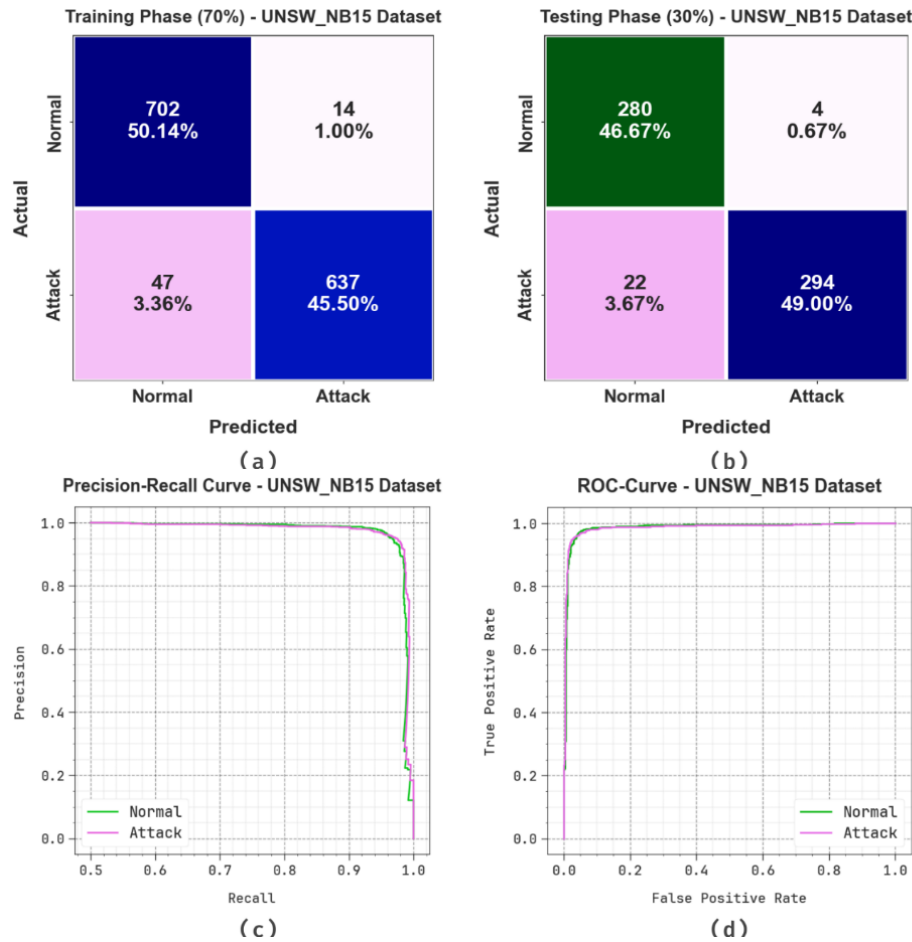 Training Phase (70%) - UNSW_NB15 Dataset
Actual
Normal
Attack
702
50.14%
14
1.00%
47
3.36%
637
45.50%
Normal Attack
Predicted
(a)
Testing Phase (30%) - UNSW_NB15 Dataset
Actual
Normal
Attack
280
46.67%
4
0.67%
22
3.67%
294
49.00%
Normal Attack
Predicted
(b)
Precision-Recall Curve - UNSW_NB15 Dataset
Precision
1.0
0.8
0.6
0.4
0.2
0.0
Normal
Attack
0.5 0.6 0.7 0.8 0.9 1.0
Recall
(c)
ROC-Curve - UNSW_NB15 Dataset
True Positive Rate
1.0
0.8
0.6
0.4
0.2
0.0
Normal
Attack
0.0 0.2 0.4 0.6 0.8 1.0
False Positive Rate
(d)